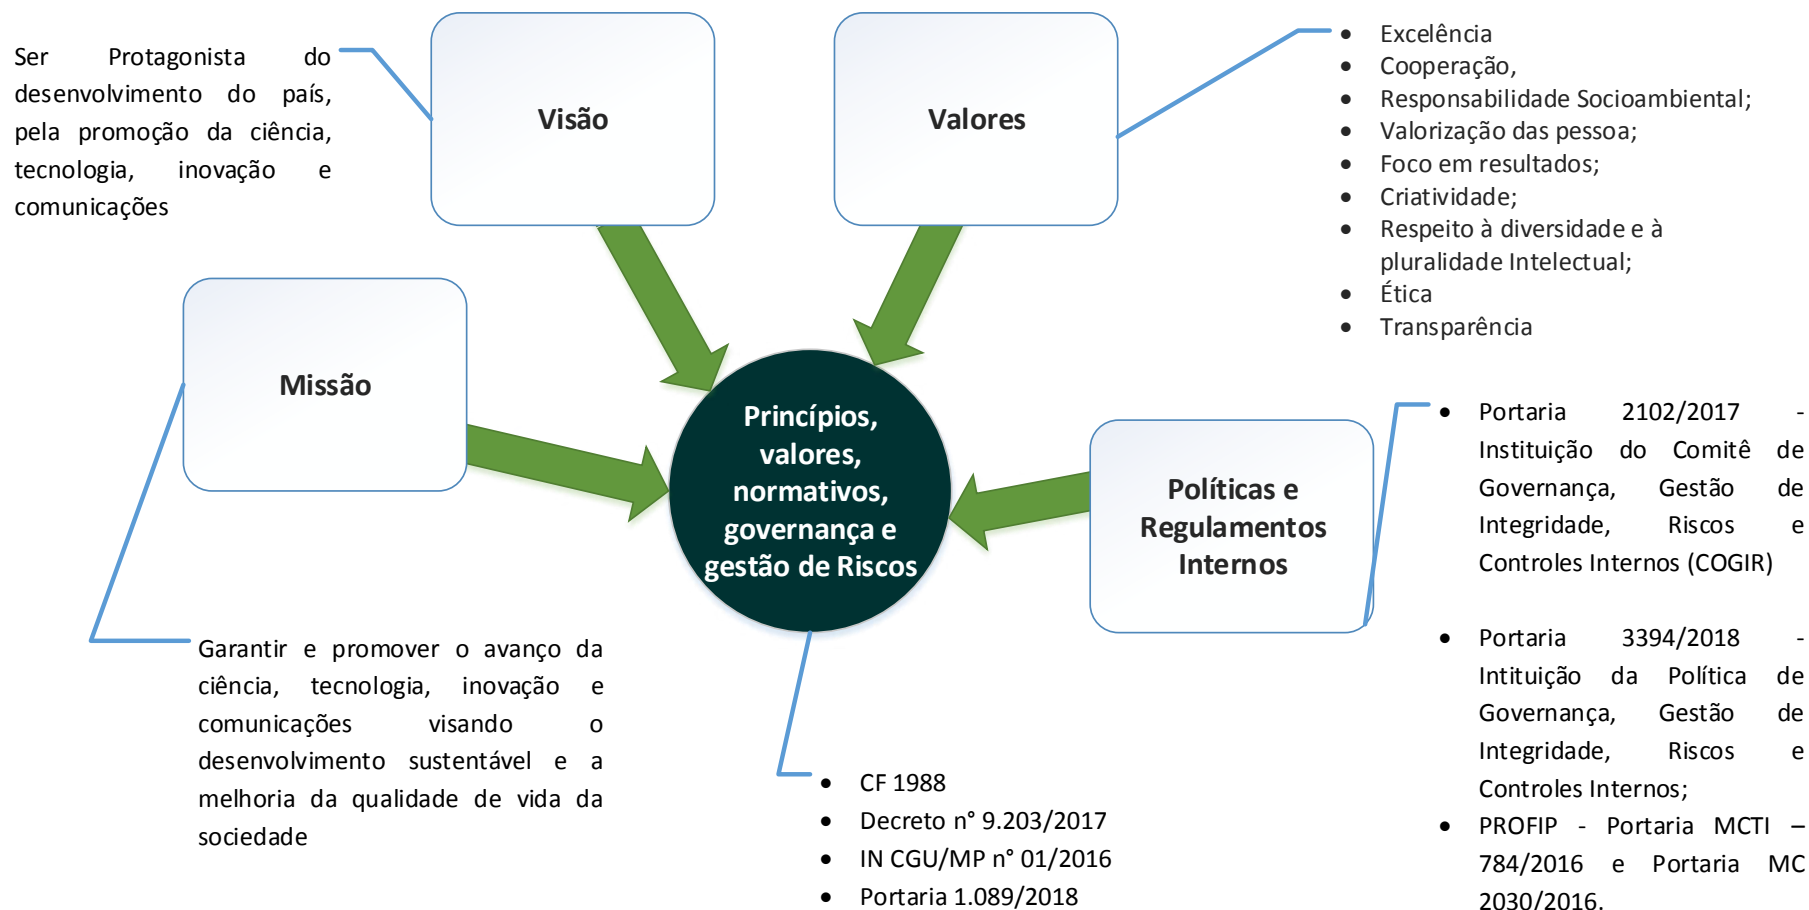 Ser Protagonista do
desenvolvimento do país,
pela promoção da ciência,
tecnologia, inovação e
comunicações
Visão
Valores
• Excelência
• Cooperação,
• Responsabilidade Socioambiental;
• Valorização das pessoa;
• Foco em resultados;
• Criatividade;
• Respeito à diversidade e à
pluralidade Intelectual;
• Ética
• Transparência
Missão
Garantir e promover o avanço da
ciência, tecnologia, inovação e
comunicações visando o
desenvolvimento sustentável e a
melhoria da qualidade de vida da
sociedade
Princípios,
valores,
normativos,
governança e
gestão de Riscos
• CF 1988
• Decreto n° 9.203/2017
• IN CGU/MP n° 01/2016
• Portaria 1.089/2018
Políticas e
Regulamentos
Internos
• Portaria 2102/2017 -
Instituição do Comitê de
Governança, Gestão de
Integridade, Riscos e
Controles Internos (COGIR)
• Portaria 3394/2018 -
Intituição da Política de
Governança, Gestão de
Integridade, Riscos e
Controles Internos;
• PROFIP - Portaria MCTI –
784/2016 e Portaria MC
2030/2016.